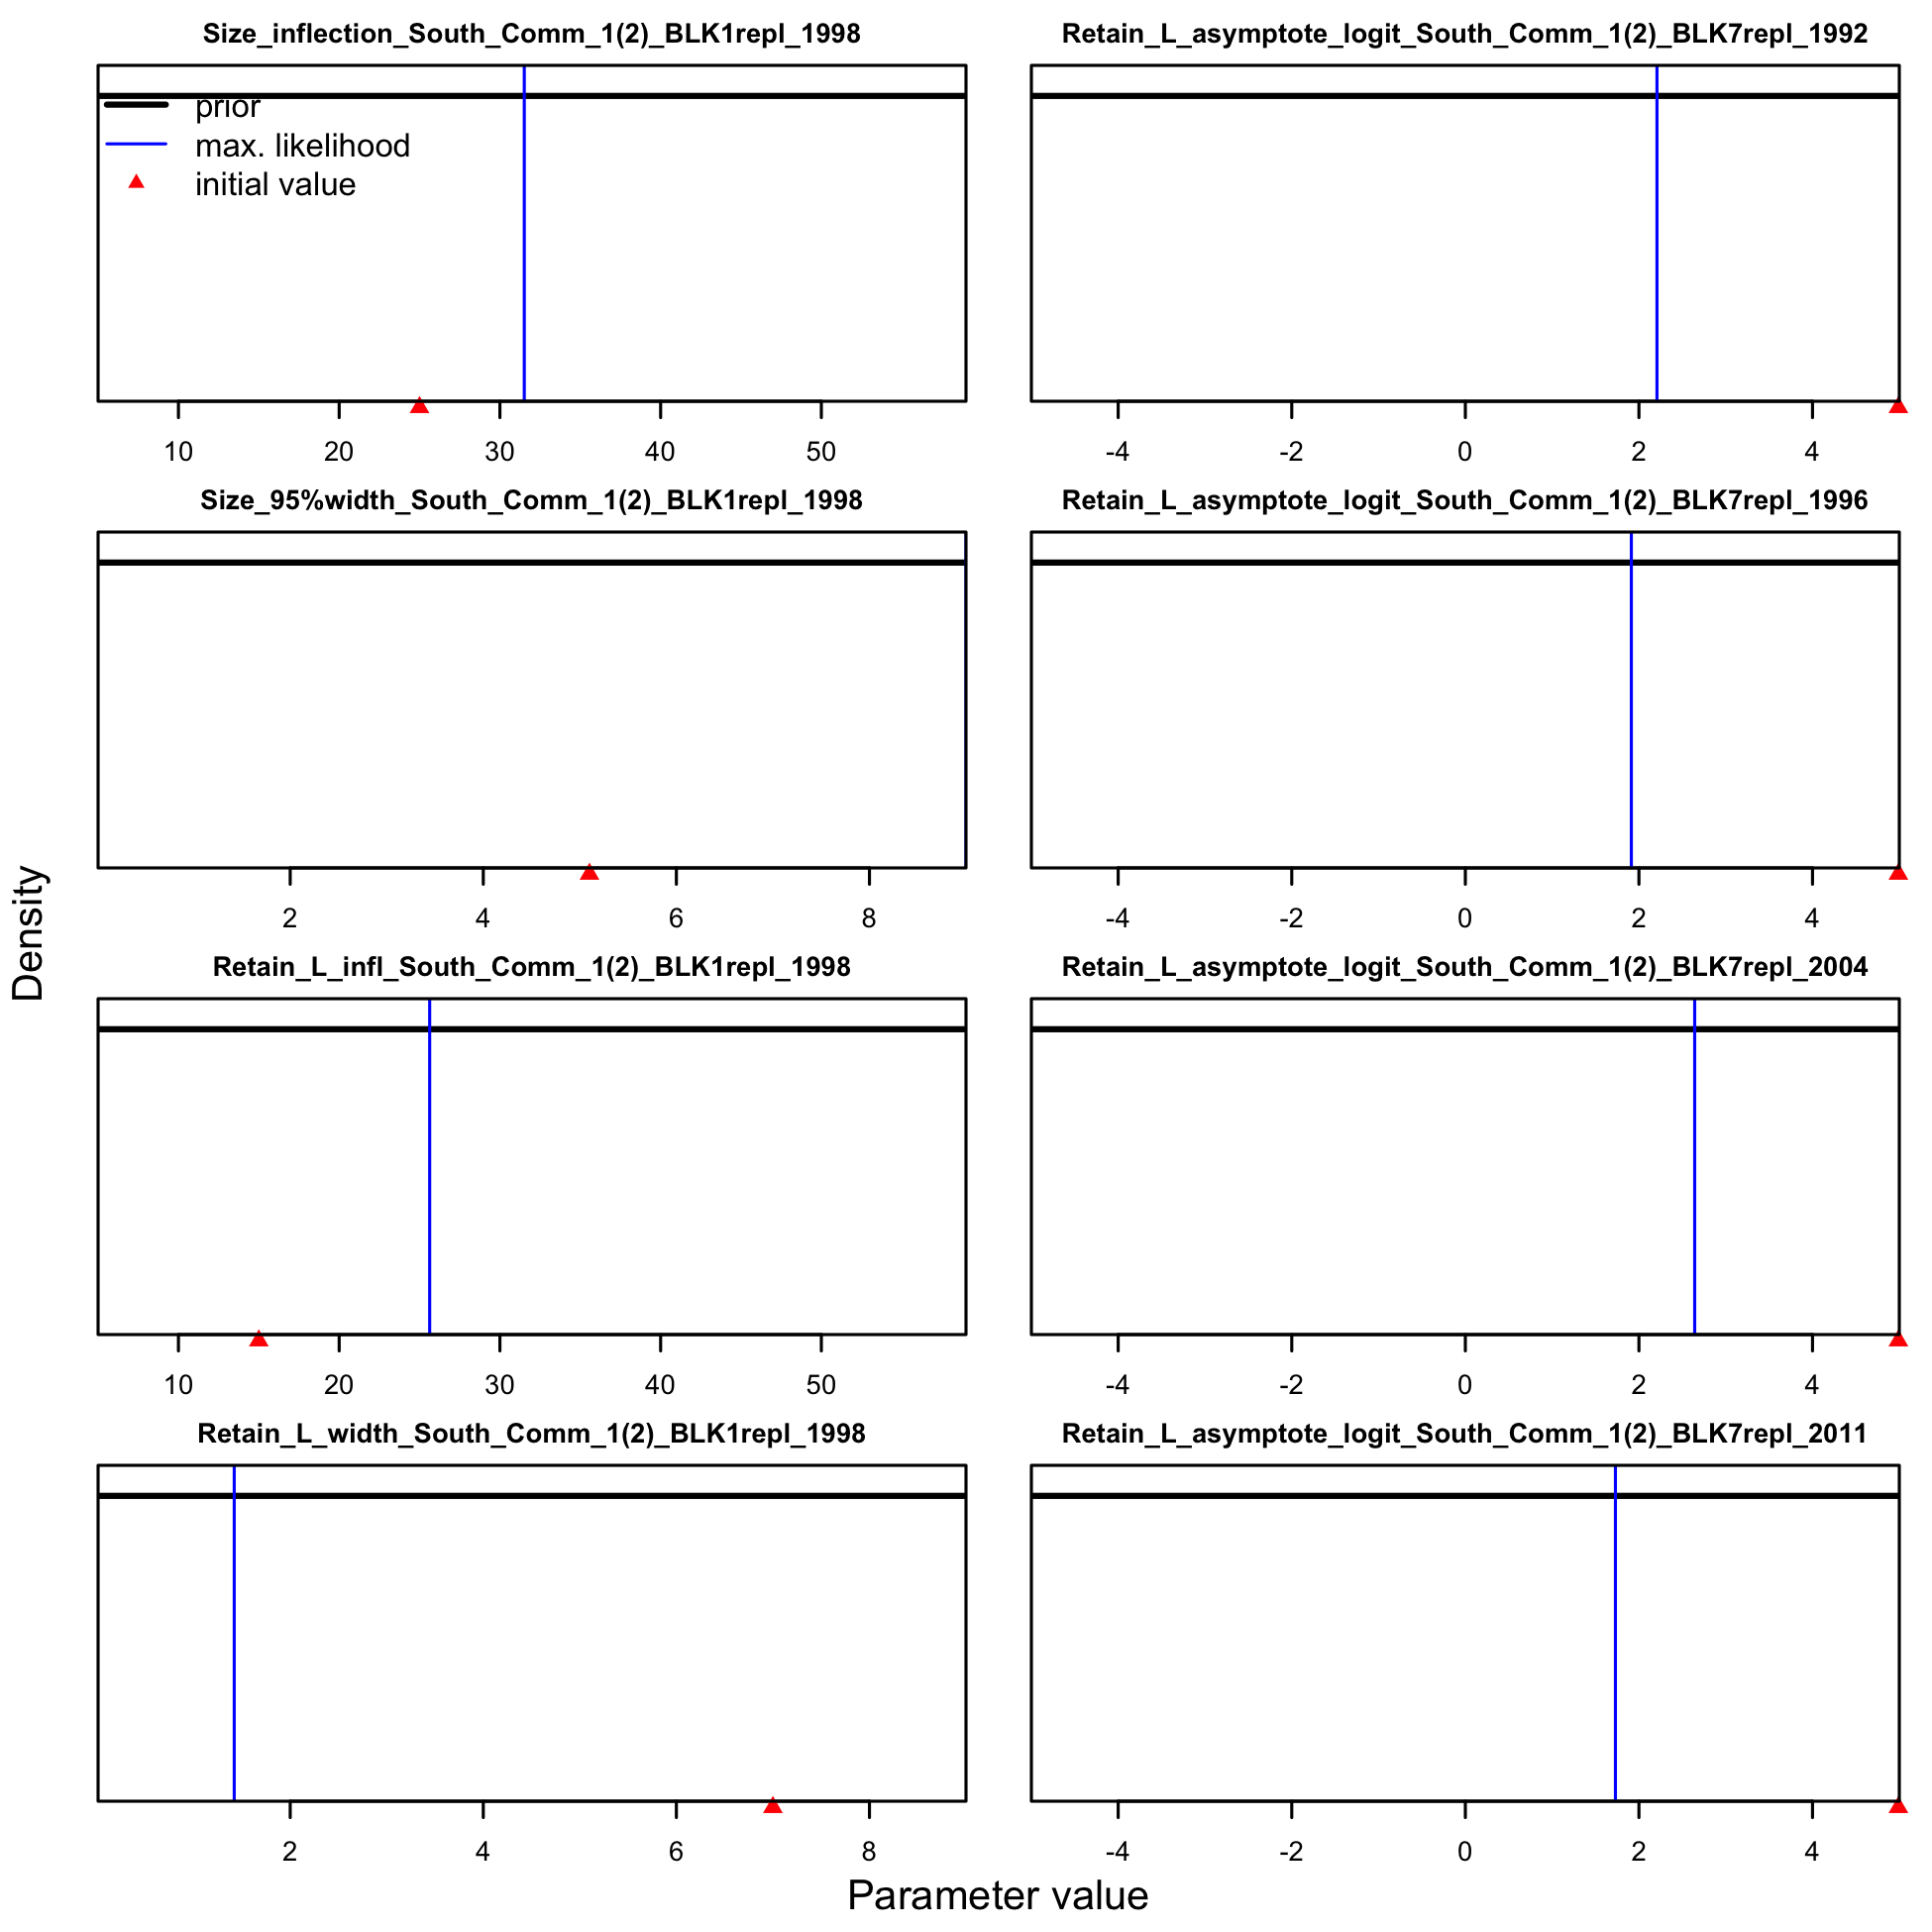 Size_inflection_South_Comm_1(2)_BLK1repl_1998
prior
max. likelihood
initial value
10 20 30 40 50
Retain_L_asymptote_logit_South_Comm_1(2)_BLK7repl_1992
-4 -2 0 2 4
Size_95%width_South_Comm_1(2)_BLK1repl_1998
2 4 6 8
Retain_L_asymptote_logit_South_Comm_1(2)_BLK7repl_1996
-4 -2 0 2 4
Retain_L_infl_South_Comm_1(2)_BLK1repl_1998
10 20 30 40 50
Retain_L_asymptote_logit_South_Comm_1(2)_BLK7repl_2004
-4 -2 0 2 4
Retain_L_width_South_Comm_1(2)_BLK1repl_1998
2 4 6 8
Retain_L_asymptote_logit_South_Comm_1(2)_BLK7repl_2011
-4 -2 0 2 4
Density
Parameter value